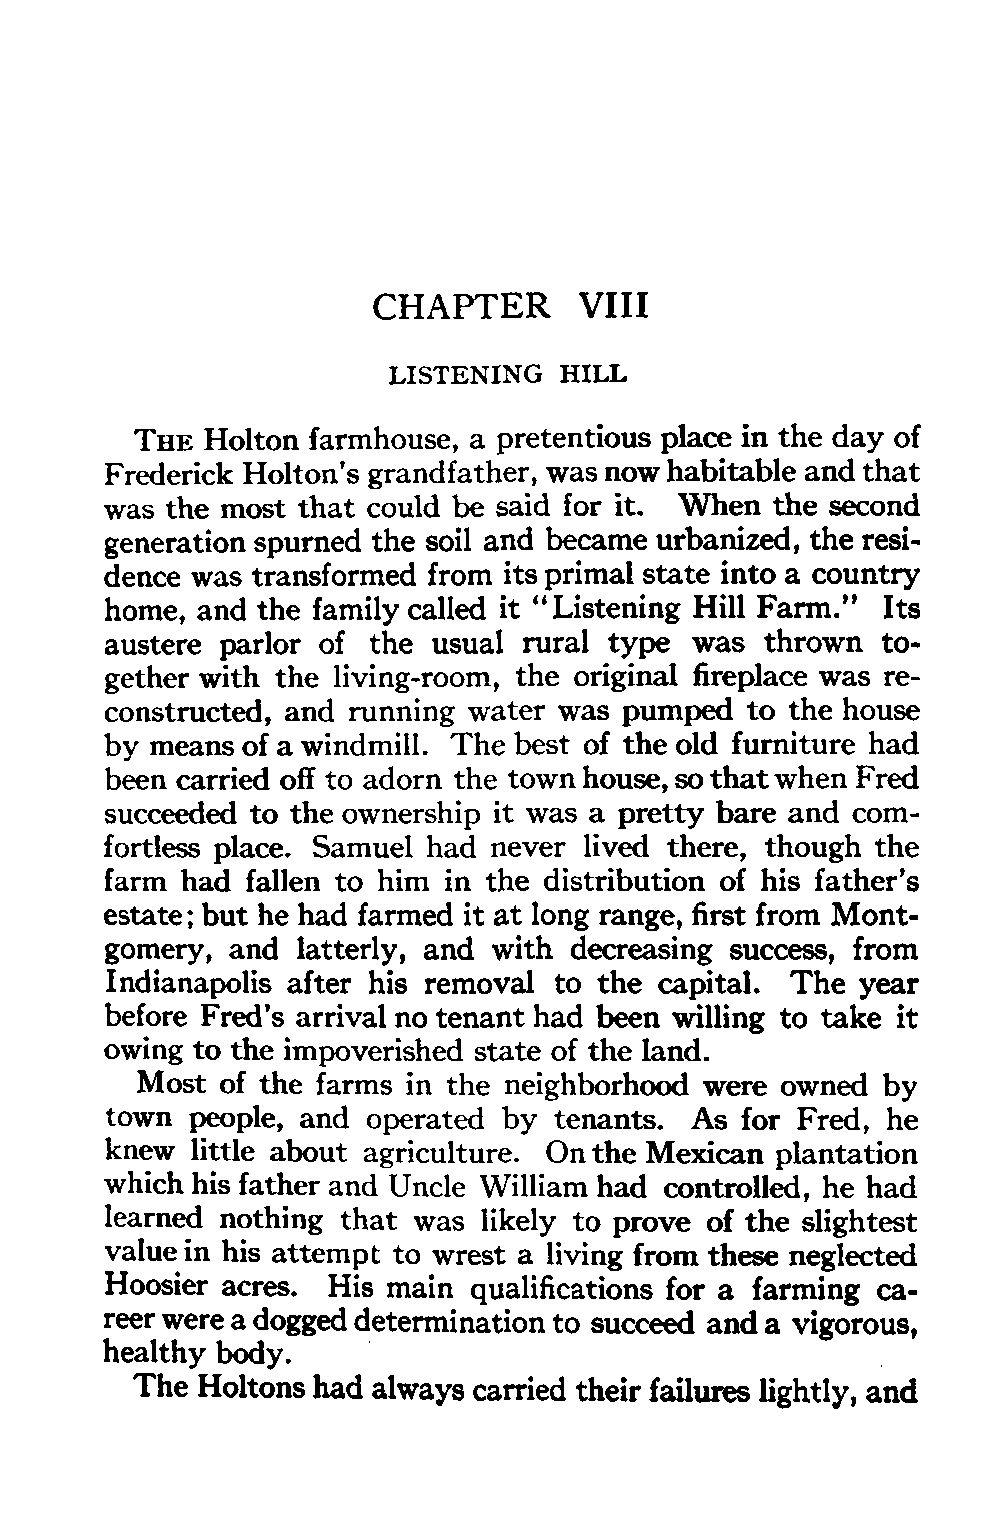 CHAPTER VIII
LISTENING HILL
THE Holton farmhouse, a pretentious place in the day of
Frederick Holton's grandfather, was now habitable and that
was the most that could be said for it. When the second
generation spurned the soil and became urbanized, the resi-
dence was transformed from its primal state into a country
home, and the family called it "Listening Hill Farm." Its
austere parlor of the usual rural type was thrown to-
gether with the living-room, the original fireplace was re-
constructed, and running water was pumped to the house
by means of a windmill. The best of the old furniture had
been carried off to adorn the town house, so that when Fred
succeeded to the ownership it was a pretty bare and com-
fortless place. Samuel had never lived there, though the
farm had fallen to him in the distribution of his father's
estate; but he had farmed it at long range, first from Mont-
gomery, and latterly, and with decreasing success, from
Indianapolis after his removal to the capital. The year
before Fred's arrival no tenant had been willing to take it
owing to the impoverished state of the land.
Most of the farms in the neighborhood were owned by
town people, and operated by tenants. As for Fred, he
knew little about agriculture. On the Mexican plantation
which his father and Uncle William had controlled, he had
learned nothing that was likely to prove of the slightest
value in his attempt to wrest a living from these neglected
Hoosier acres. His main qualifications for a farming ca-
reer were a dogged determination to succeed and a vigorous,
healthy body.
The Holtons had always carried their failures lightly, and